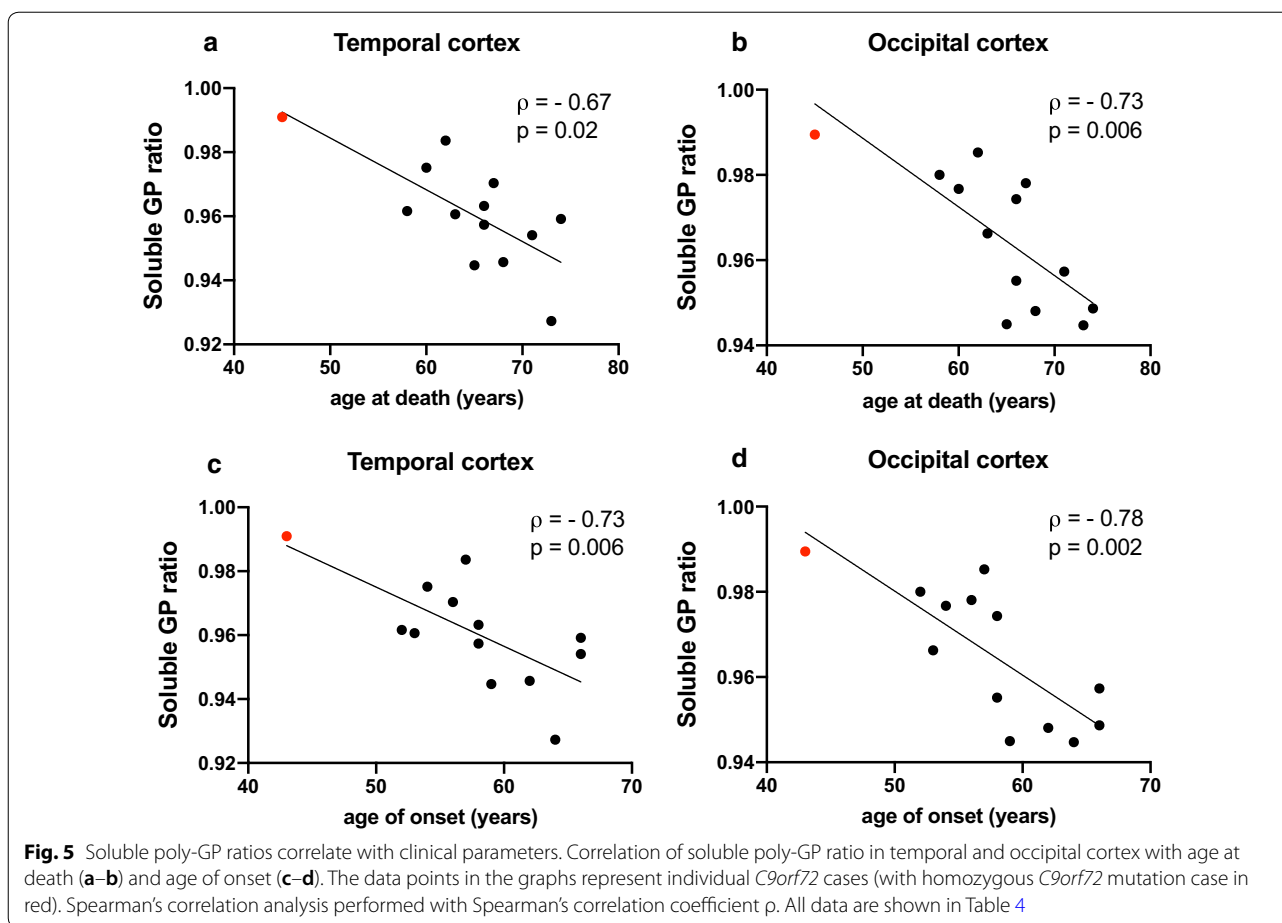 a Temporal cortex
1.00
0.98
0.96
0.94
0.92
Soluble GP ratio
ρ = - 0.67
p = 0.02
40 50 60 70 80
age at death (years)
b Occipital cortex
1.00
0.98
0.96
0.94
Soluble GP ratio
ρ = - 0.73
p = 0.006
40 50 60 70 80
age at death (years)
c Temporal cortex
1.00
0.98
0.96
0.94
0.92
Soluble GP ratio
ρ = - 0.73
p = 0.006
40 50 60 70
age of onset (years)
d Occipital cortex
1.00
0.98
0.96
0.94
Soluble GP ratio
ρ = - 0.78
p = 0.002
40 50 60 70
age of onset (years)
Fig. 5 Soluble poly-GP ratios correlate with clinical parameters. Correlation of soluble poly-GP ratio in temporal and occipital cortex with age at
death (a–b) and age of onset (c–d). The data points in the graphs represent individual C9orf72 cases (with homozygous C9orf72 mutation case in
red). Spearman's correlation analysis performed with Spearman's correlation coefficient ρ. All data are shown in Table 4